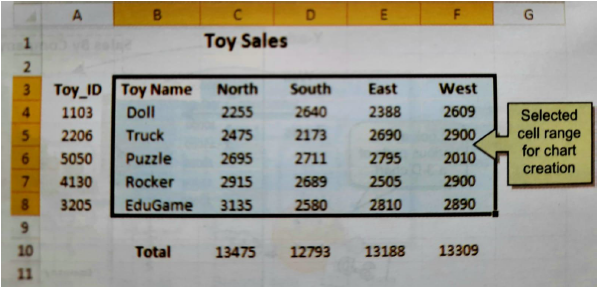 A B C D E F G
1 Toy Sales
2
3 Toy_ID Toy Name North South East West
4 1103 Doll 2255 2640 2388 2609
5 2206 Truck 2475 2173 2690 2900
6 5050 Puzzle 2695 2711 2795 2010
7 4130 Rocker 2915 2689 2505 2900
8 3205 EduGame 3135 2580 2810 2890
9
10 Total 13475 12793 13188 13309
11
Selected
cell range
for chart
creation